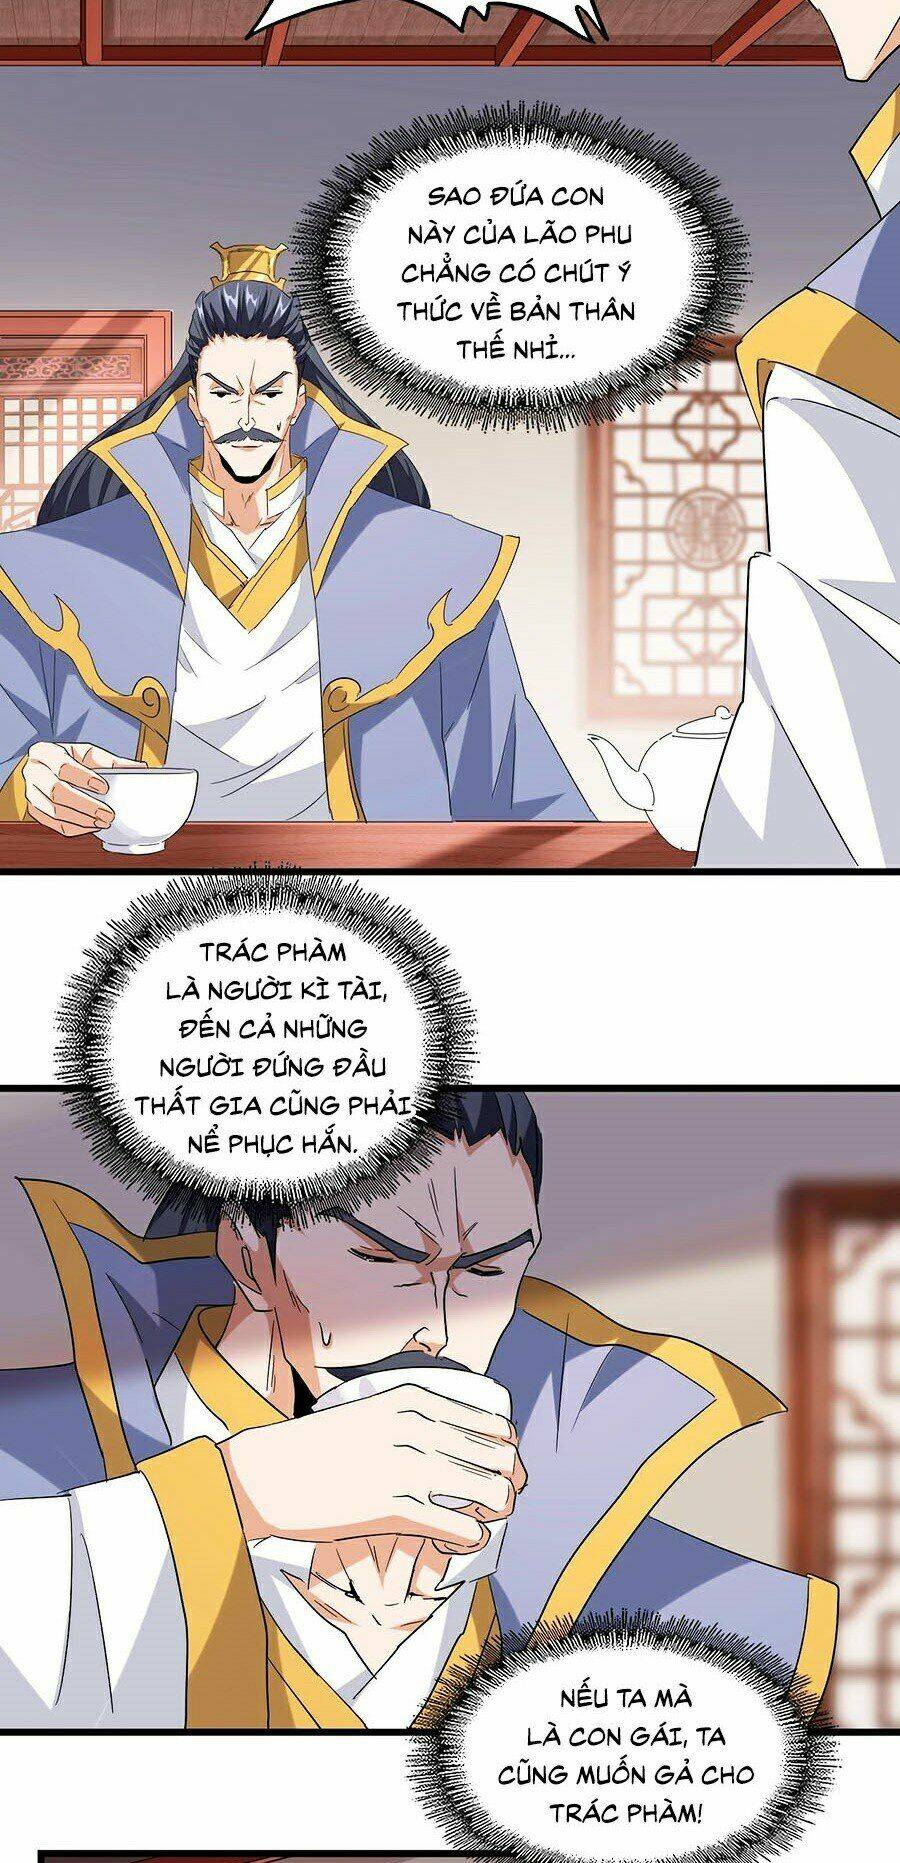 SAO ĐỨA CON
NÀY CỦA LÃO PHU
CHẲNG CÓ CHÚT Ý
THỨC VỀ BẢN THÂN
THẾ NHỈ...
TRÁC PHÀM
LÀ NGƯỜI KÌ TÀI,
ĐẾN CẢ NHỮNG
NGƯỜI ĐỨNG ĐẦU
THẤT GIA CŨNG PHẢI
NỂ PHỤC HẮN.
NẾU TA MÀ
LÀ CON GÁI, TA
CŨNG MUỐN GẢ CHO
TRÁC PHÀM!